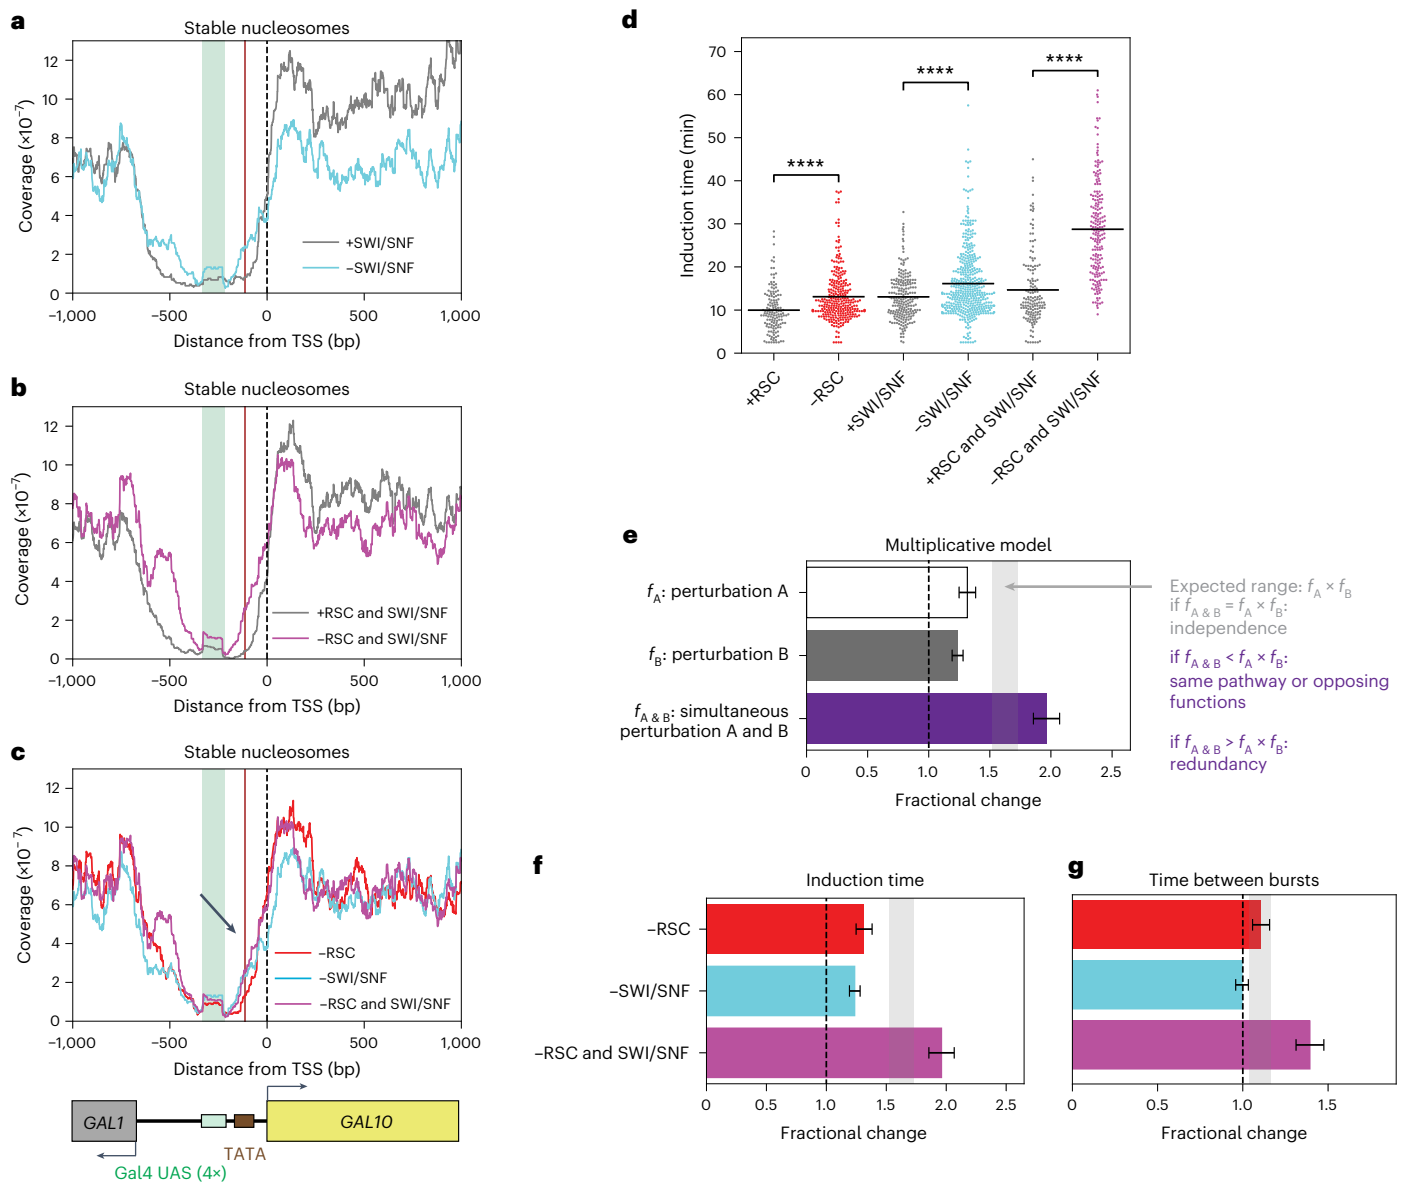 a
Stable nucleosomes
Coverage (×10⁻⁷)
12
10
8
6
4
2
0
+SWI/SNF
−SWI/SNF
−1,000 −500 0 500 1,000
Distance from TSS (bp)
b
Stable nucleosomes
Coverage (×10⁻⁷)
12
10
8
6
4
2
0
+RSC and SWI/SNF
−RSC and SWI/SNF
−1,000 −500 0 500 1,000
Distance from TSS (bp)
c
Stable nucleosomes
Coverage (×10⁻⁷)
12
10
8
6
4
2
0
−RSC
−SWI/SNF
−RSC and SWI/SNF
−1,000 −500 0 500 1,000
Distance from TSS (bp)
GAL1
GAL10
TATA
Gal4 UAS (4×)
d
Induction time (min)
70
60
50
40
30
20
10
0
****
****
****
+RSC
−RSC
+SWI/SNF
−SWI/SNF
+RSC and SWI/SNF
−RSC and SWI/SNF
e
Multiplicative model
f_A: perturbation A
f_B: perturbation B
f_A & B: simultaneous
perturbation A and B
0 0.5 1.0 1.5 2.0 2.5
Fractional change
Expected range: f_A × f_B
if f_A & B = f_A × f_B:
independence
if f_A & B < f_A × f_B:
same pathway or opposing
functions
if f_A & B > f_A × f_B:
redundancy
f
Induction time
−RSC
−SWI/SNF
−RSC and SWI/SNF
0 0.5 1.0 1.5 2.0 2.5
Fractional change
g
Time between bursts
0 0.5 1.0 1.5
Fractional change